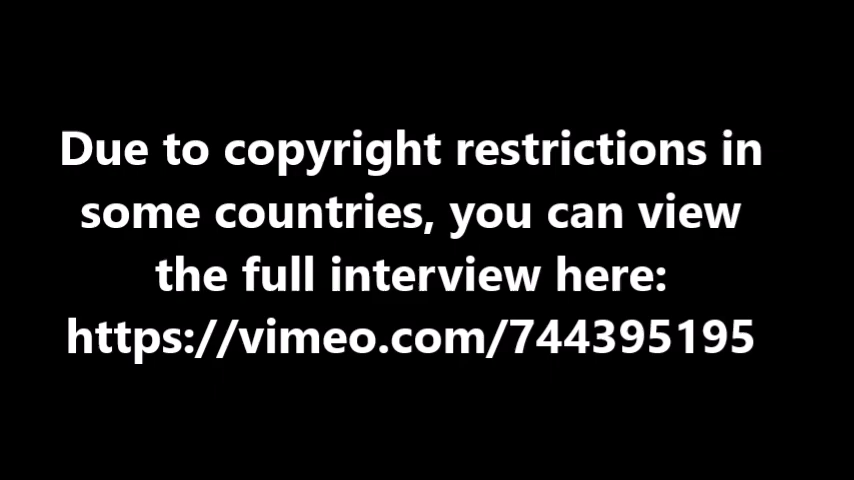 Due to copyright restrictions in
some countries, you can view
the full interview here:
https://vimeo.com/744395195